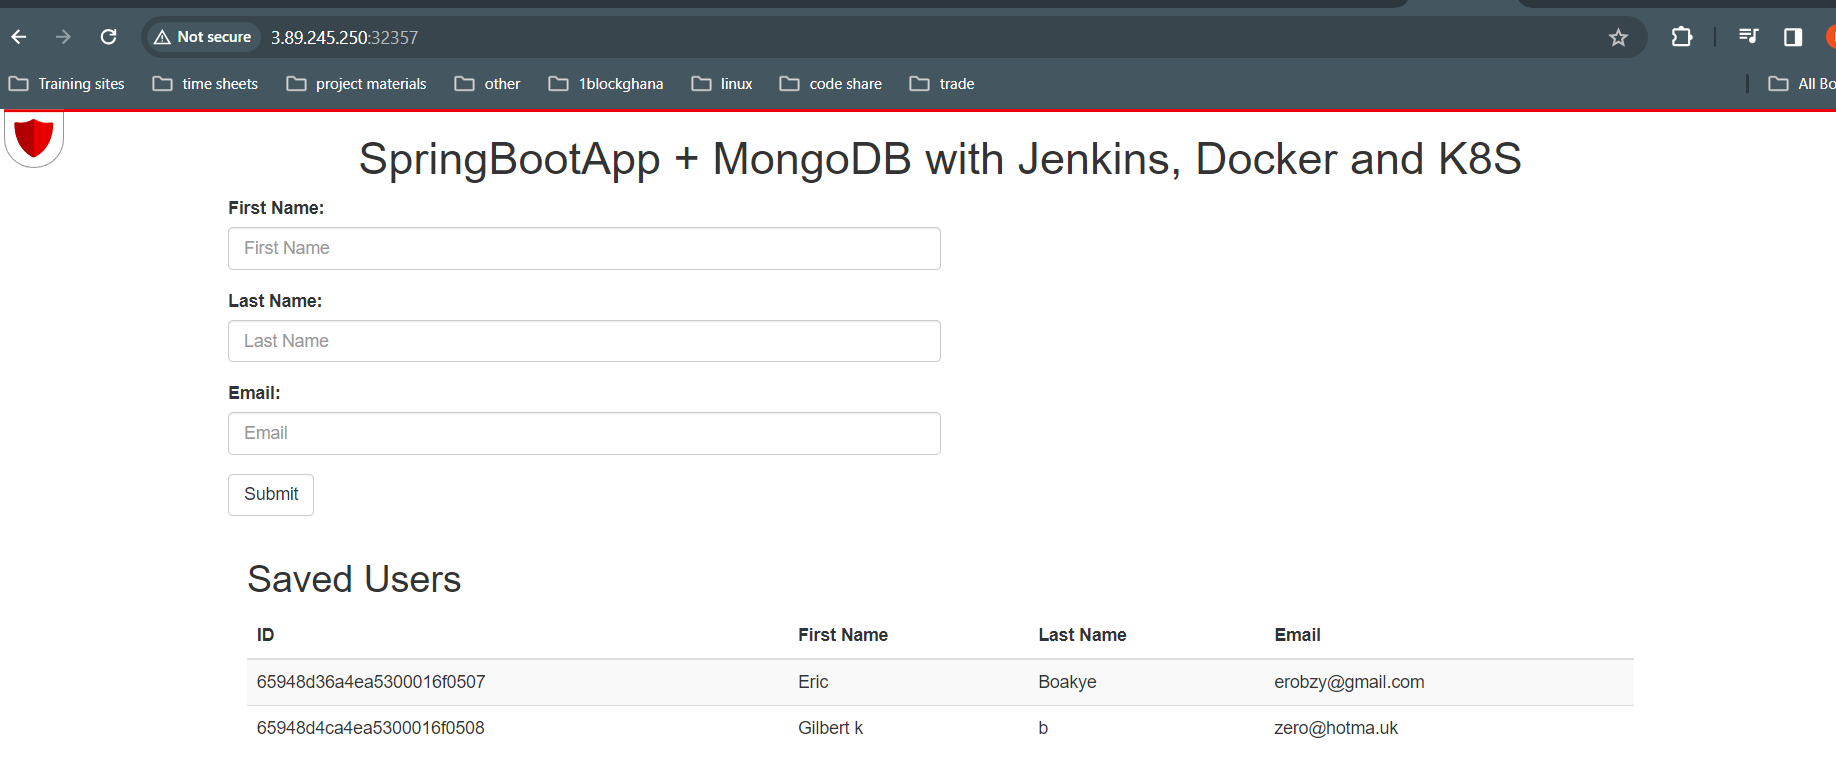 Not secure 3.89.245.250:32357
Training sites time sheets project materials other 1blockghana linux code share trade All Bo
SpringBootApp + MongoDB with Jenkins, Docker and K8S
First Name:
First Name
Last Name:
Last Name
Email:
Email
Submit
Saved Users
ID First Name Last Name Email
65948d36a4ea5300016f0507 Eric Boakye erobzy@gmail.com
65948d4ca4ea5300016f0508 Gilbert k b zero@hotma.uk